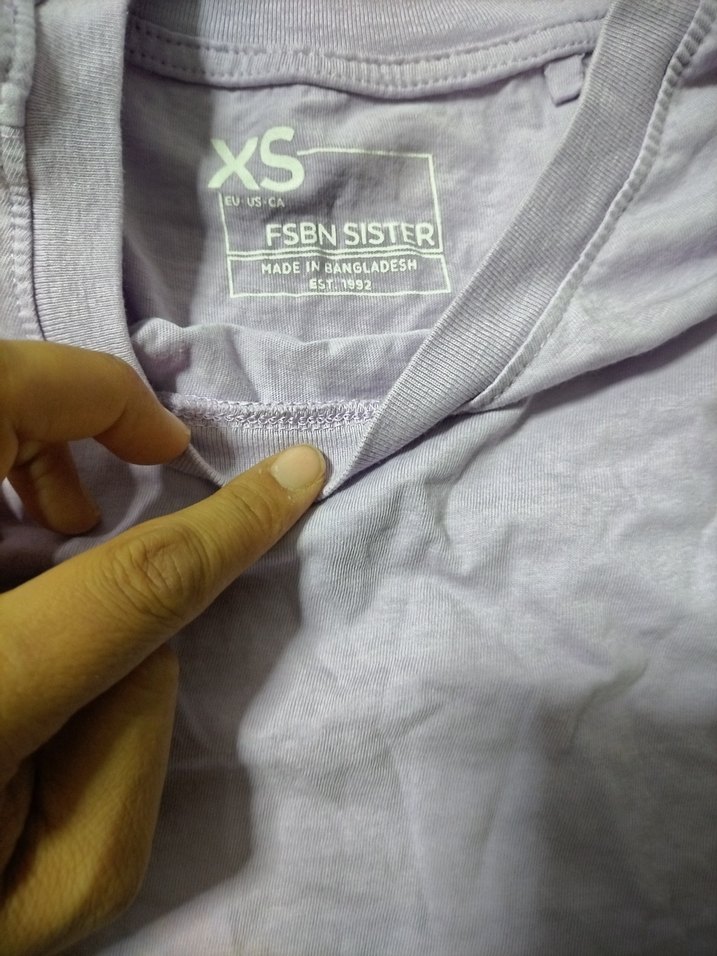 XS
EU · US · CA
FSBN SISTER
MADE IN BANGLADESH
EST. 1992